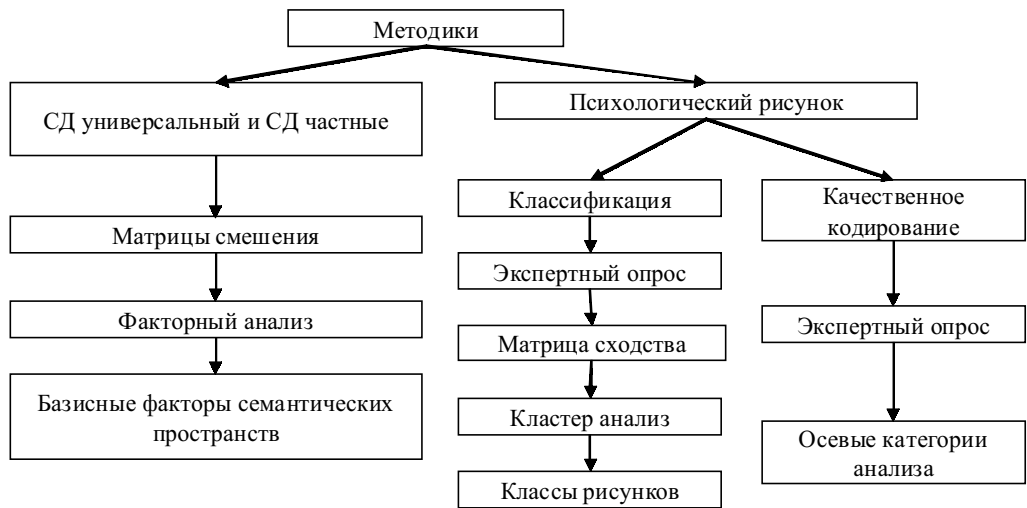 Методики
СД универсальный и СД частные
Матрицы смешения
Факторный анализ
Базисные факторы семантических
пространств
Психологический рисунок
Классификация
Экспертный опрос
Матрица сходства
Кластер анализ
Классы рисунков
Качественное
кодирование
Экспертный опрос
Осевые категории
анализа